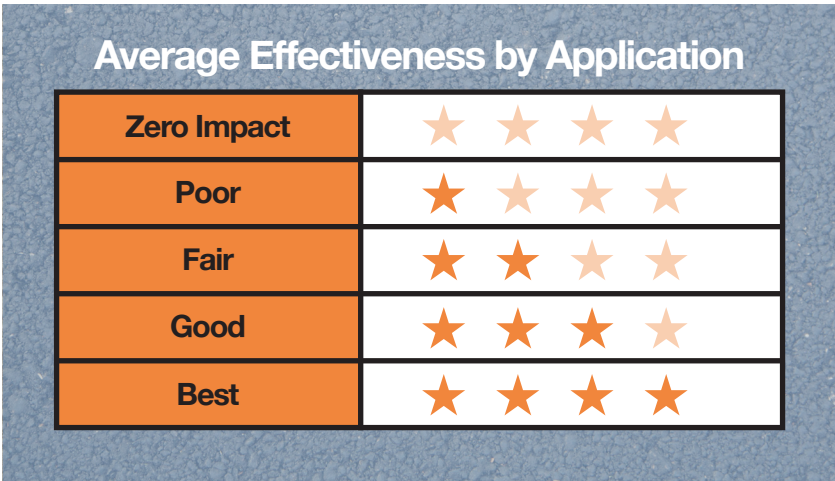 Average Effectiveness by Application
Zero Impact
Poor
Fair
Good
Best